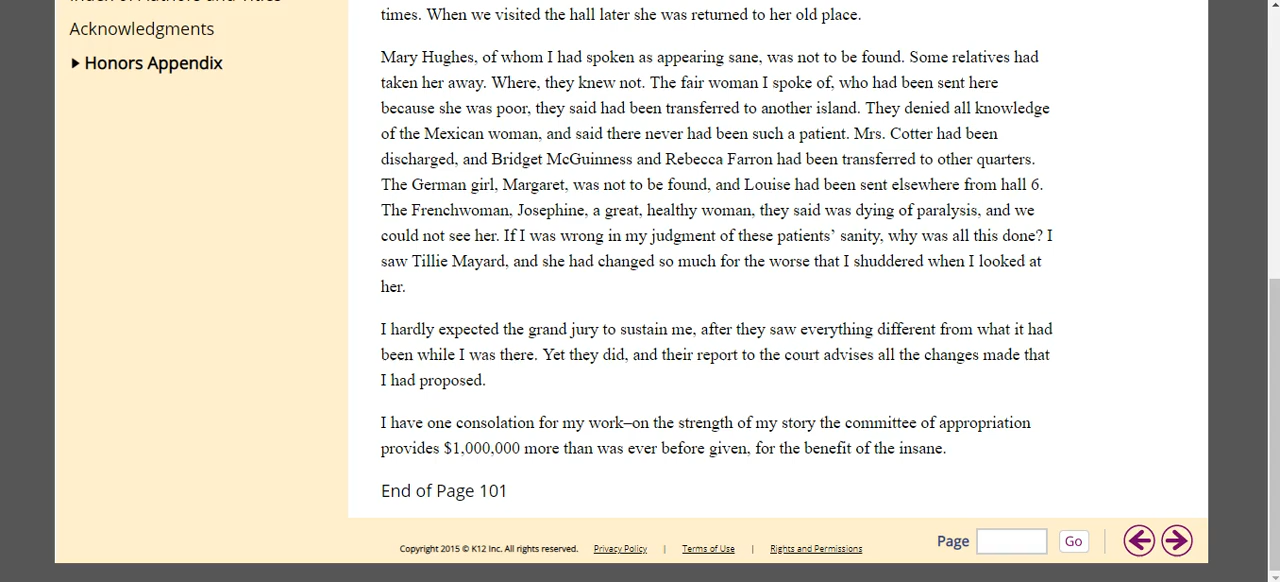 Acknowledgments
Honors Appendix
times. When we visited the hall later she was returned to her old place.
Mary Hughes, of whom I had spoken as appearing sane, was not to be found. Some relatives had
taken her away. Where, they knew not. The fair woman I spoke of, who had been sent here
because she was poor, they said had been transferred to another island. They denied all knowledge
of the Mexican woman, and said there never had been such a patient. Mrs. Cotter had been
discharged, and Bridget McGuinness and Rebecca Farron had been transferred to other quarters.
The German girl, Margaret, was not to be found, and Louise had been sent elsewhere from hall 6.
The Frenchwoman, Josephine, a great, healthy woman, they said was dying of paralysis, and we
could not see her. If I was wrong in my judgment of these patients’ sanity, why was all this done? I
saw Tillie Mayard, and she had changed so much for the worse that I shuddered when I looked at
her.
I hardly expected the grand jury to sustain me, after they saw everything different from what it had
been while I was there. Yet they did, and their report to the court advises all the changes made that
I had proposed.
I have one consolation for my work–on the strength of my story the committee of appropriation
provides $1,000,000 more than was ever before given, for the benefit of the insane.
End of Page 101
Copyright 2015 © K12 Inc. All rights reserved. Privacy Policy | Terms of Use | Rights and Permissions
Page Go